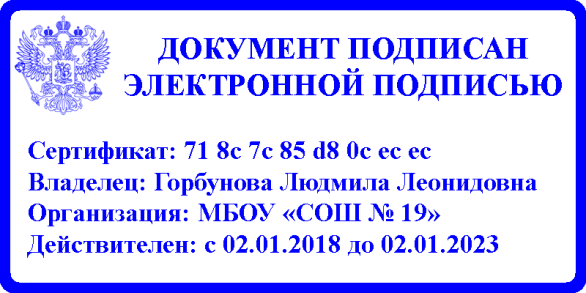 ДОКУМЕНТ ПОДПИСАН
ЭЛЕКТРОННОЙ ПОДПИСЬЮ
Сертификат: 71 8c 7c 85 d8 0c ec ec
Владелец: Горбунова Людмила Леонидовна
Организация: МБОУ «СОШ № 19»
Действителен: с 02.01.2018 до 02.01.2023